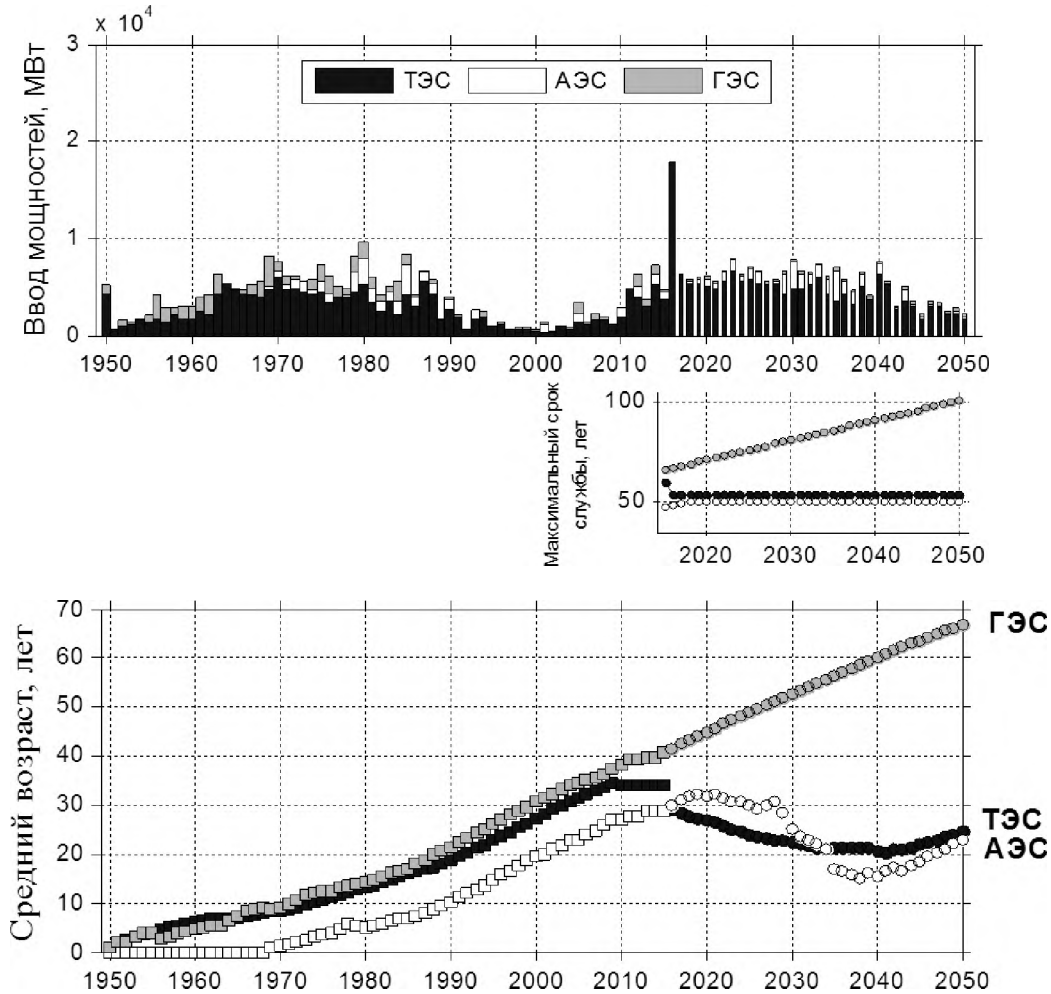 x 10⁴
Ввод мощностей, МВт
3
2
1
0
ТЭС АЭС ГЭС
1950 1960 1970 1980 1990 2000 2010 2020 2030 2040 2050
Максимальный срок
службы, лет
100
50
2020 2030 2040 2050
Средний возраст, лет
70
60
50
40
30
20
10
0
ГЭС
ТЭС
АЭС
1950 1960 1970 1980 1990 2000 2010 2020 2030 2040 2050